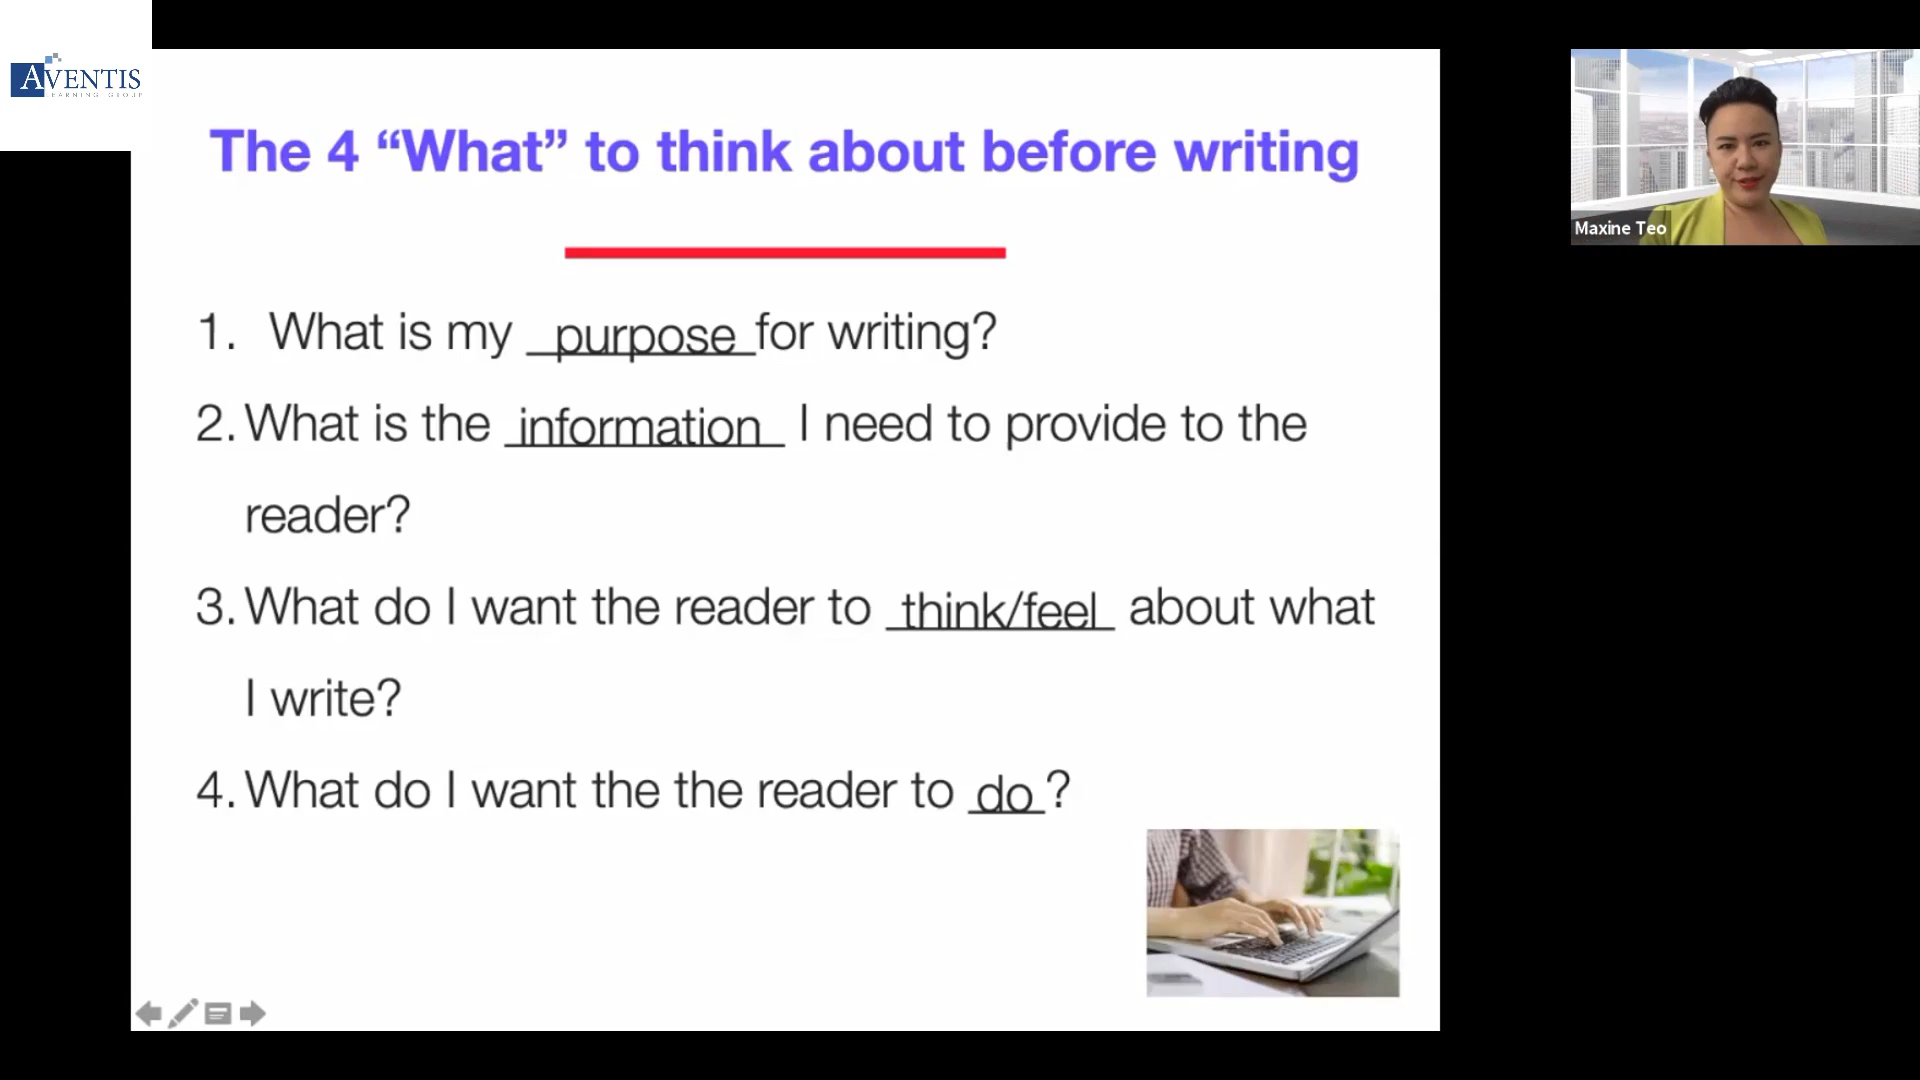 AVENTIS
LEARNING GROUP
The 4 “What” to think about before writing
1. What is my purpose for writing?
2. What is the information I need to provide to the
reader?
3. What do I want the reader to think/feel about what
I write?
4. What do I want the the reader to do?
Maxine Teo